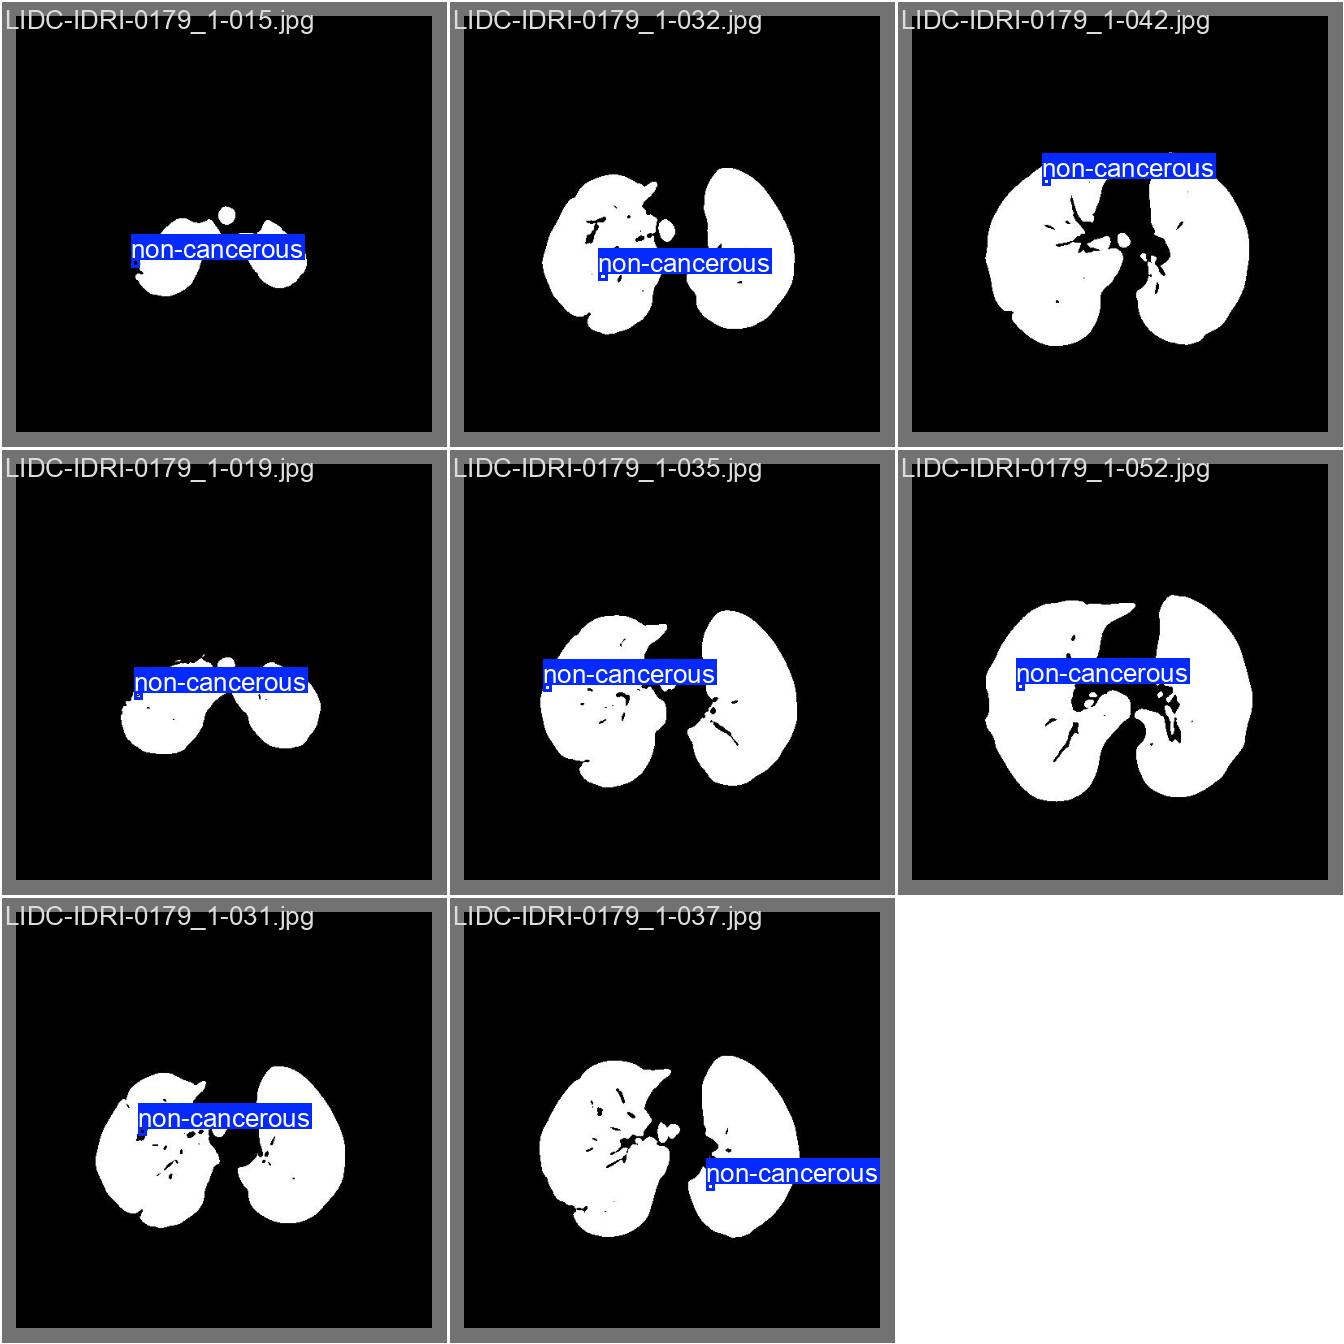 LIDC-IDRI-0179_1-015.jpg
non-cancerous
LIDC-IDRI-0179_1-032.jpg
non-cancerous
LIDC-IDRI-0179_1-042.jpg
non-cancerous
LIDC-IDRI-0179_1-019.jpg
non-cancerous
LIDC-IDRI-0179_1-035.jpg
non-cancerous
LIDC-IDRI-0179_1-052.jpg
non-cancerous
LIDC-IDRI-0179_1-031.jpg
non-cancerous
LIDC-IDRI-0179_1-037.jpg
non-cancerous